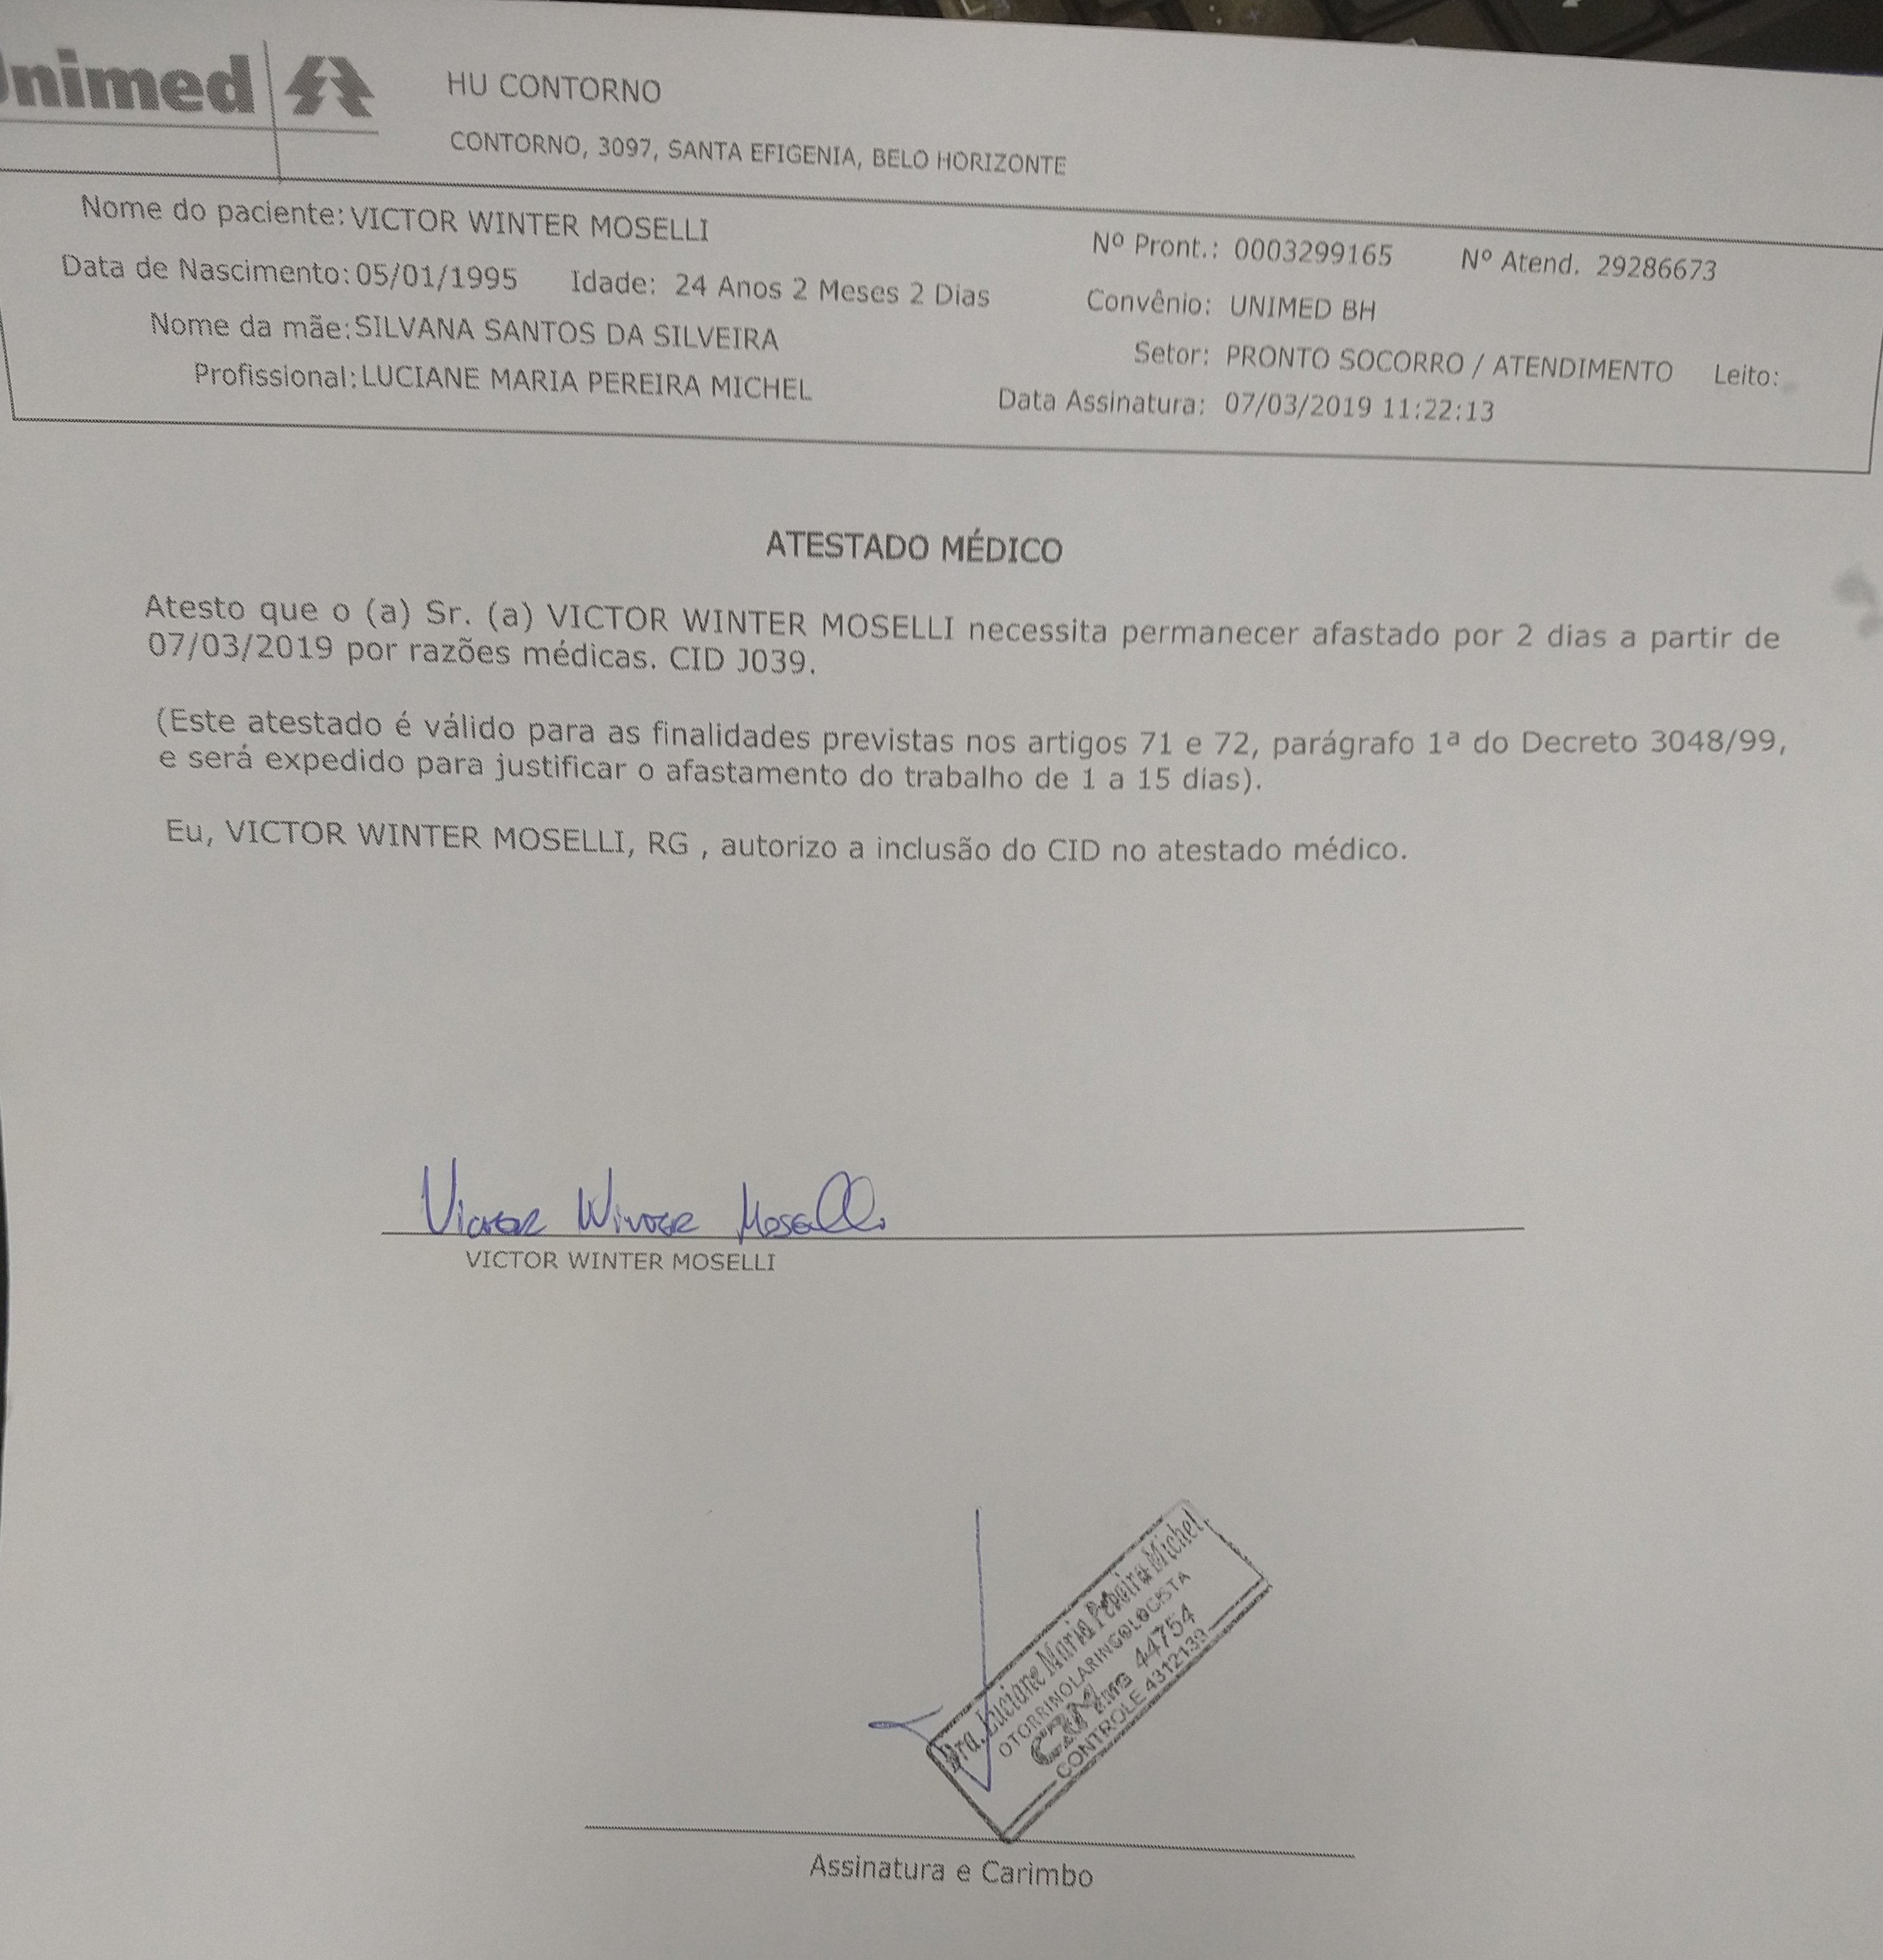 Unimed
HU CONTORNO
CONTORNO, 3097, SANTA EFIGENIA, BELO HORIZONTE
Nome do paciente: VICTOR WINTER MOSELLI
Nº Pront.: 0003299165 Nº Atend. 29286673
Data de Nascimento: 05/01/1995 Idade: 24 Anos 2 Meses 2 Dias
Convênio: UNIMED BH
Nome da mãe: SILVANA SANTOS DA SILVEIRA
Setor: PRONTO SOCORRO / ATENDIMENTO Leito:
Profissional: LUCIANE MARIA PEREIRA MICHEL
Data Assinatura: 07/03/2019 11:22:13
ATESTADO MÉDICO
Atesto que o (a) Sr. (a) VICTOR WINTER MOSELLI necessita permanecer afastado por 2 dias a partir de
07/03/2019 por razões médicas. CID J039.
(Este atestado é válido para as finalidades previstas nos artigos 71 e 72, parágrafo 1ª do Decreto 3048/99,
e será expedido para justificar o afastamento do trabalho de 1 a 15 dias).
Eu, VICTOR WINTER MOSELLI, RG , autorizo a inclusão do CID no atestado médico.
Victor Winter Moselli
VICTOR WINTER MOSELLI
Dra. Luciane Maria Pereira Michel
OTORRINOLARINGOLOGISTA
CRM MG 44754
CONTROLE 4312139
Assinatura e Carimbo